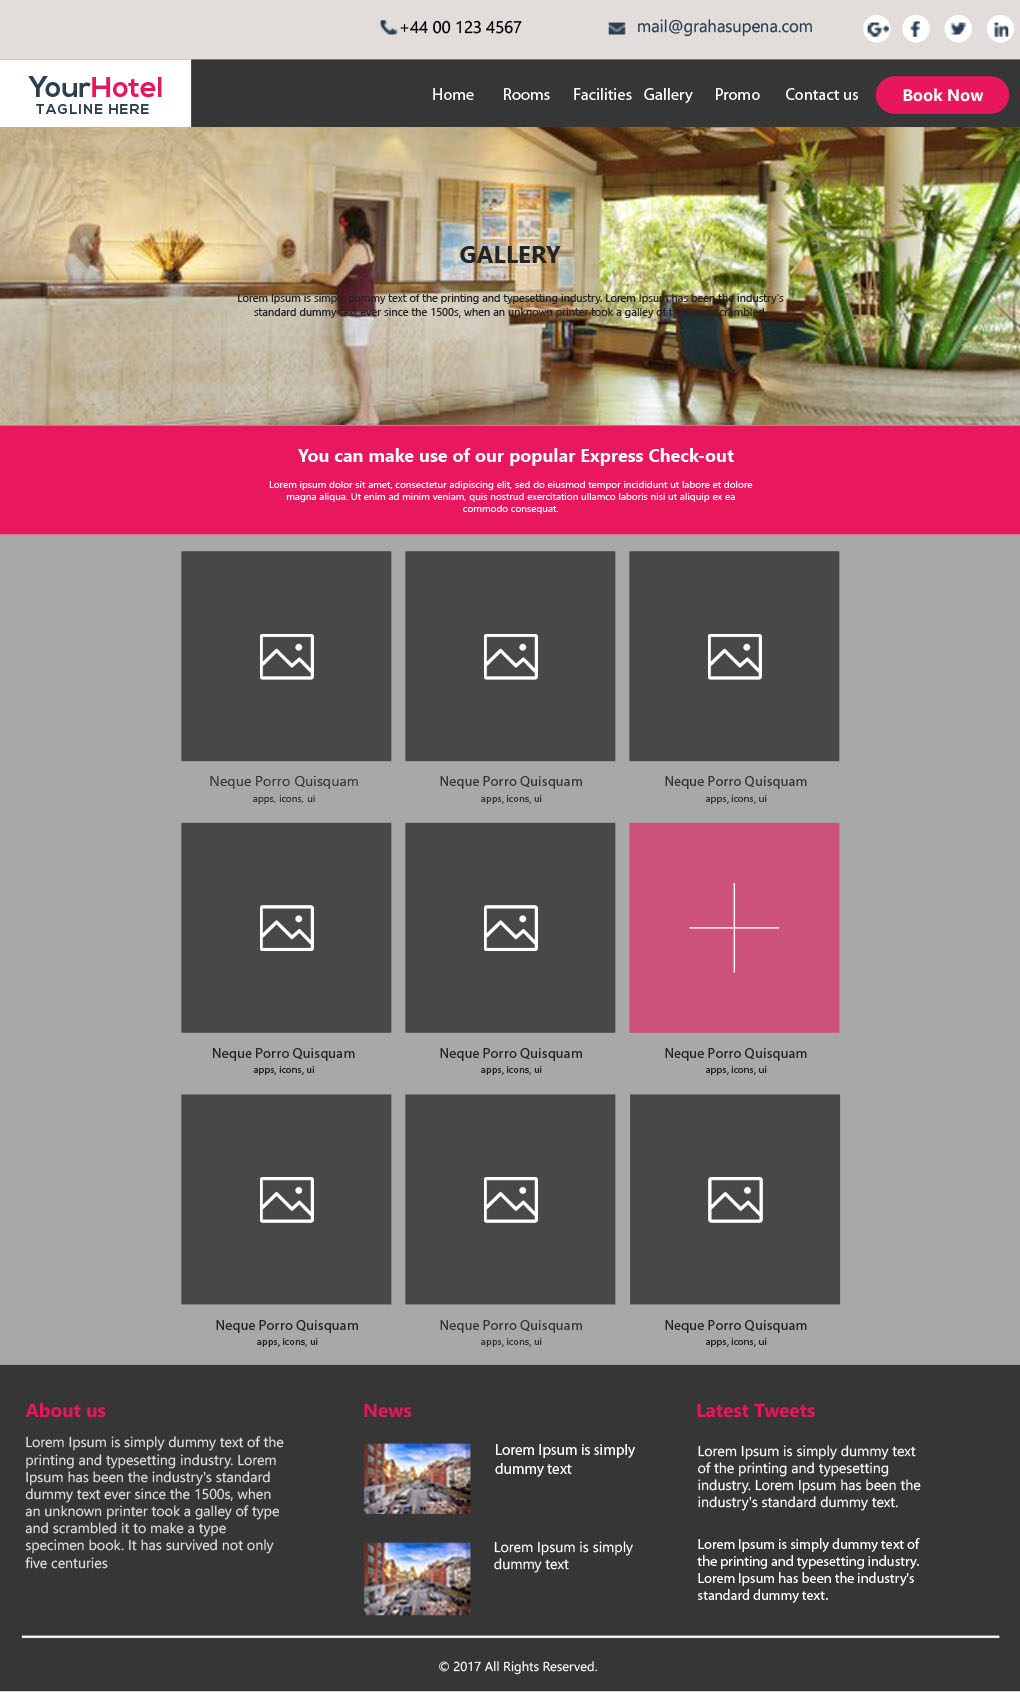 +44 00 123 4567
mail@grahasupena.com
YourHotel
TAGLINE HERE
Home Rooms Facilities Gallery Promo Contact us Book Now
GALLERY
Lorem Ipsum is simply dummy text of the printing and typesetting industry. Lorem Ipsum has been the industry's
standard dummy text ever since the 1500s, when an unknown printer took a galley of type scrambled
You can make use of our popular Express Check-out
Lorem ipsum dolor sit amet, consectetur adipiscing elit, sed do eiusmod tempor incididunt ut labore et dolore
magna aliqua. Ut enim ad minim veniam, quis nostrud exercitation ullamco laboris nisi ut aliquip ex ea
commodo consequat.
Neque Porro Quisquam Neque Porro Quisquam Neque Porro Quisquam
apps, icons, ui apps, icons, ui apps, icons, ui
Neque Porro Quisquam Neque Porro Quisquam Neque Porro Quisquam
apps, icons, ui apps, icons, ui apps, icons, ui
Neque Porro Quisquam Neque Porro Quisquam Neque Porro Quisquam
apps, icons, ui apps, icons, ui apps, icons, ui
About us
Lorem Ipsum is simply dummy text of the
printing and typesetting industry. Lorem
Ipsum has been the industry's standard
dummy text ever since the 1500s, when
an unknown printer took a galley of type
and scrambled it to make a type
specimen book. It has survived not only
five centuries
News
Lorem Ipsum is simply
dummy text
Lorem Ipsum is simply
dummy text
Latest Tweets
Lorem Ipsum is simply dummy text
of the printing and typesetting
industry. Lorem Ipsum has been the
industry's standard dummy text.
Lorem Ipsum is simply dummy text of
the printing and typesetting industry.
Lorem Ipsum has been the industry's
standard dummy text.
© 2017 All Rights Reserved.